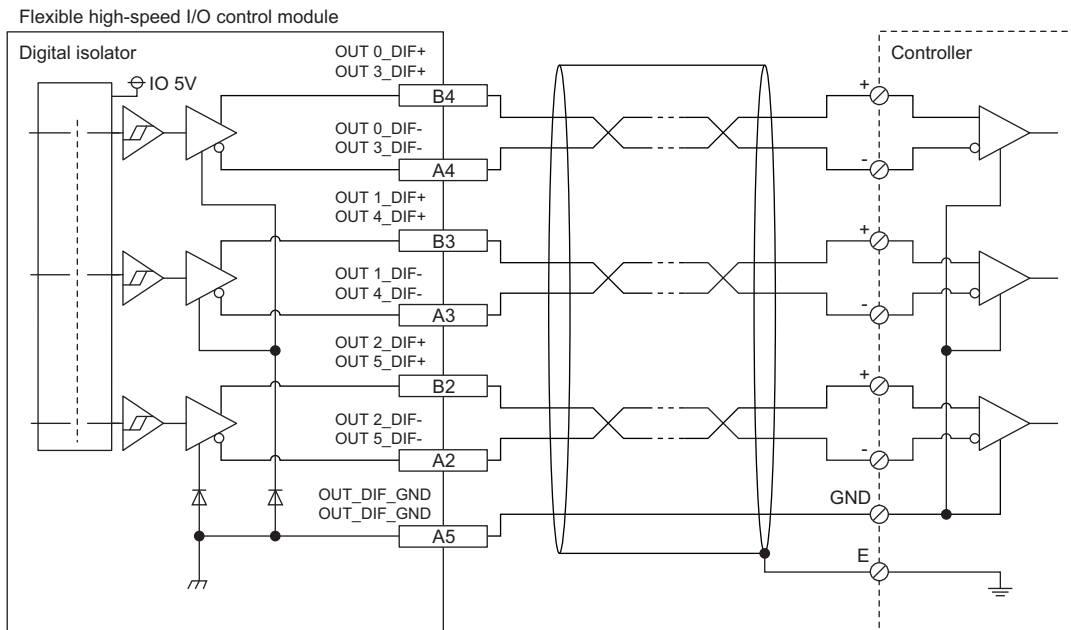 Flexible high-speed I/O control module
Digital isolator
IO 5V
OUT 0_DIF+
OUT 3_DIF+
B4
OUT 0_DIF-
OUT 3_DIF-
A4
OUT 1_DIF+
OUT 4_DIF+
B3
OUT 1_DIF-
OUT 4_DIF-
A3
OUT 2_DIF+
OUT 5_DIF+
B2
OUT 2_DIF-
OUT 5_DIF-
A2
OUT_DIF_GND
OUT_DIF_GND
A5
Controller
+
-
+
-
+
-
GND
E